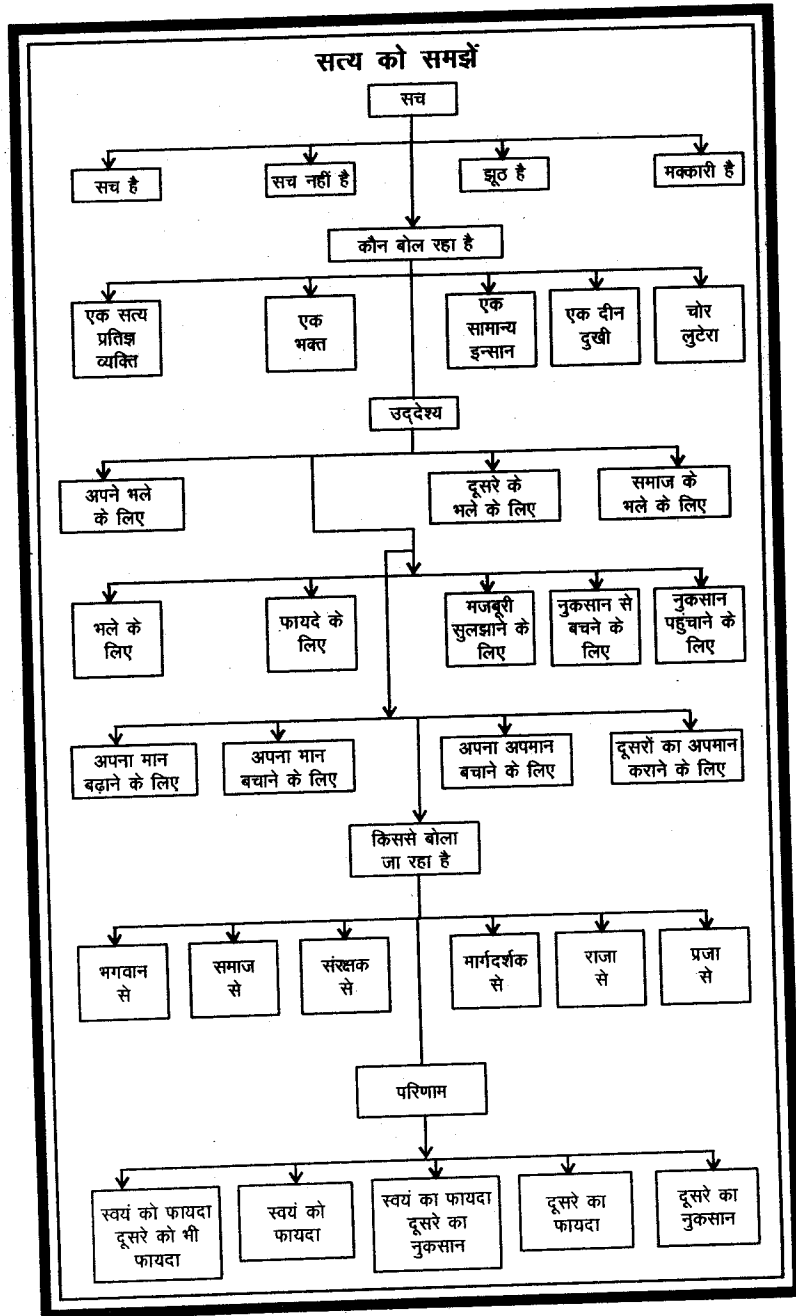 सत्य को समझें
सच
सच है
सच नहीं है
झूठ है
मक्कारी है
कौन बोल रहा है
एक सत्य
प्रतिज्ञ
व्यक्ति
एक
भक्त
एक
सामान्य
इन्सान
एक दीन
दुखी
चोर
लुटेरा
उद्देश्य
अपने भले
के लिए
दूसरे के
भले के लिए
समाज के
भले के लिए
भले के
लिए
फायदे के
लिए
मजबूरी
सुलझाने के
लिए
नुकसान से
बचने के
लिए
नुकसान
पहुंचाने के
लिए
अपना मान
बढ़ाने के लिए
अपना मान
बचाने के लिए
अपना अपमान
बचाने के लिए
दूसरों का अपमान
कराने के लिए
किससे बोला
जा रहा है
भगवान
से
समाज
से
संरक्षक
से
मार्गदर्शक
से
राजा
से
प्रजा
से
परिणाम
स्वयं को फायदा
दूसरे को भी
फायदा
स्वयं को
फायदा
स्वयं का फायदा
दूसरे का
नुकसान
दूसरे का
फायदा
दूसरे का
नुकसान